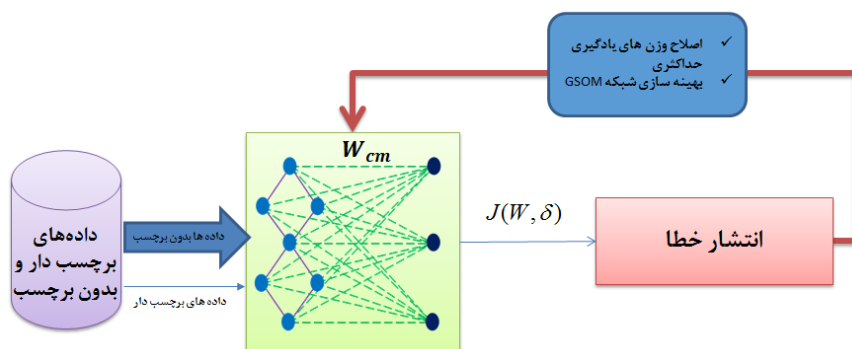 اصلاح وزن های یادگیری
حداکثری
بهینه سازی شبکه GSOM
W_cm
داده‌های
برچسب دار و
بدون برچسب
داده ها بدون برچسب
داده های برچسب دار
J(W, δ)
انتشار خطا